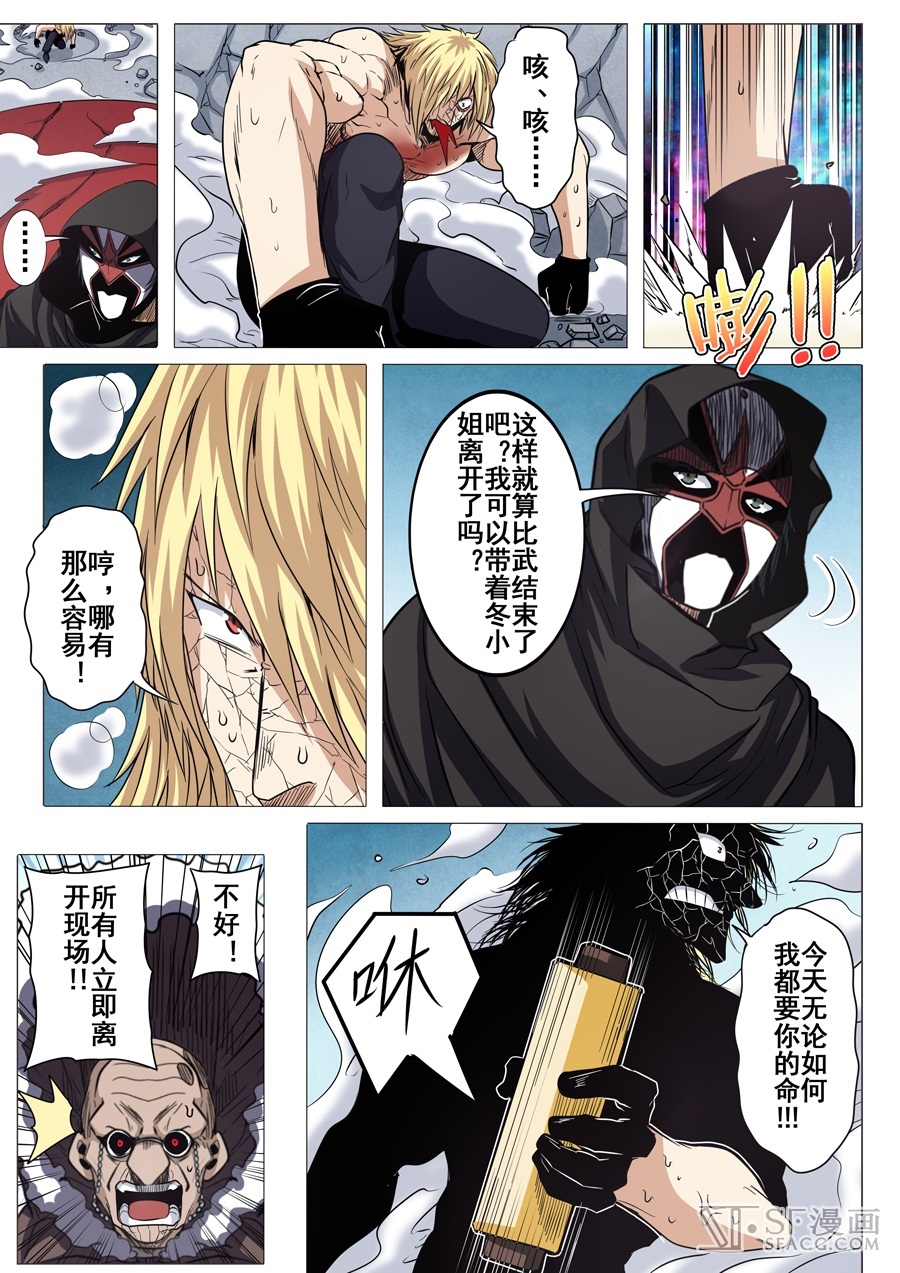 嘭!!
咳、
咳……
……
这样就算比武结束了
吧?我可以带着冬小
姐离开了吗?
哼,哪有
那么容易!
今天无论如何
我都要你的命!!!
咻
不好!
所有人立即离
开现场!!
SF漫画
SFACG.COM